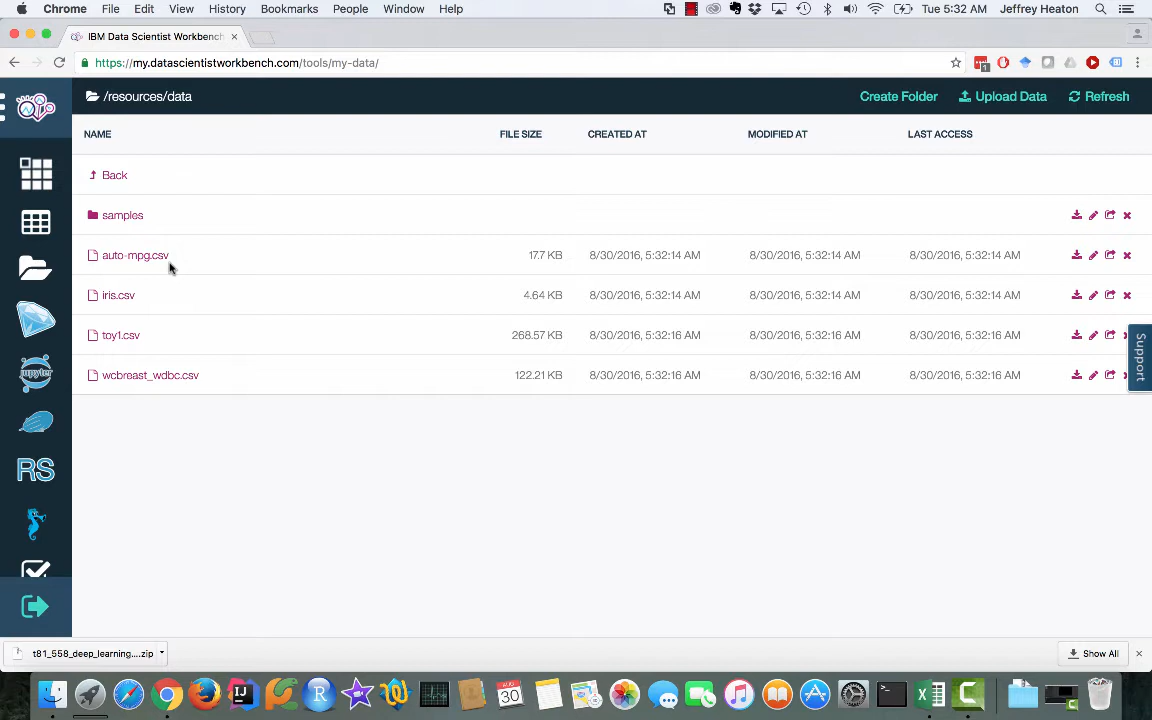 Chrome File Edit View History Bookmarks People Window Help Tue 5:32 AM Jeffrey Heaton
IBM Data Scientist Workbench
https://my.datascientistworkbench.com/tools/my-data/
1
/resources/data Create Folder Upload Data Refresh
NAME FILE SIZE CREATED AT MODIFIED AT LAST ACCESS
Back
samples
auto-mpg.csv 17.7 KB 8/30/2016, 5:32:14 AM 8/30/2016, 5:32:14 AM 8/30/2016, 5:32:14 AM
iris.csv 4.64 KB 8/30/2016, 5:32:14 AM 8/30/2016, 5:32:14 AM 8/30/2016, 5:32:14 AM
toy1.csv 268.57 KB 8/30/2016, 5:32:16 AM 8/30/2016, 5:32:16 AM 8/30/2016, 5:32:16 AM
wcbreast_wdbc.csv 122.21 KB 8/30/2016, 5:32:16 AM 8/30/2016, 5:32:16 AM 8/30/2016, 5:32:16 AM
Support
jupyter
RS
t81_558_deep_learning....zip Show All
IJ
R
AUG
30
C